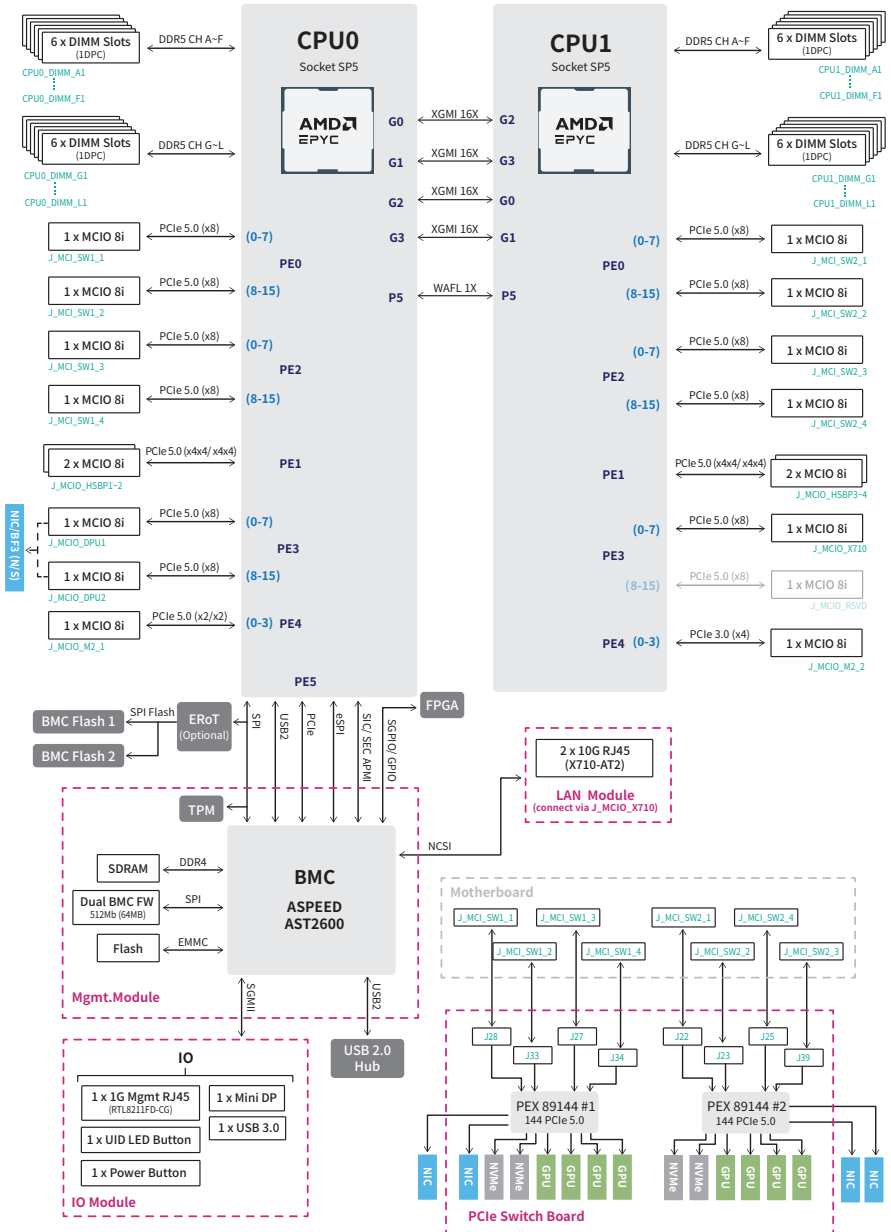 CPU0
Socket SP5
AMD
EPYC
CPU1
Socket SP5
AMD
EPYC
6 x DIMM Slots
(1DPC)
CPU0_DIMM_A1
CPU0_DIMM_F1
DDR5 CH A~F
6 x DIMM Slots
(1DPC)
CPU0_DIMM_G1
CPU0_DIMM_L1
DDR5 CH G~L
DDR5 CH A~F
6 x DIMM Slots
(1DPC)
CPU1_DIMM_A1
CPU1_DIMM_F1
DDR5 CH G~L
6 x DIMM Slots
(1DPC)
CPU1_DIMM_G1
CPU1_DIMM_L1
G0 XGMI 16X G2
G1 XGMI 16X G3
G2 XGMI 16X G0
G3 XGMI 16X G1
P5 WAFL 1X P5
1 x MCIO 8i PCIe 5.0 (x8) (0-7)
J_MCI_SW1_1
PE0
1 x MCIO 8i PCIe 5.0 (x8) (8-15)
J_MCI_SW1_2
1 x MCIO 8i PCIe 5.0 (x8) (0-7)
J_MCI_SW1_3
PE2
1 x MCIO 8i PCIe 5.0 (x8) (8-15)
J_MCI_SW1_4
2 x MCIO 8i PCIe 5.0 (x4x4/ x4x4) PE1
J_MCIO_HSBP1~2
NIC/BF3 (N/S)
1 x MCIO 8i PCIe 5.0 (x8) (0-7)
J_MCIO_DPU1
PE3
1 x MCIO 8i PCIe 5.0 (x8) (8-15)
J_MCIO_DPU2
1 x MCIO 8i PCIe 5.0 (x2/x2) (0-3) PE4
J_MCIO_M2_1
PE5
(0-7) PCIe 5.0 (x8) 1 x MCIO 8i
J_MCI_SW2_1
PE0
(8-15) PCIe 5.0 (x8) 1 x MCIO 8i
J_MCI_SW2_2
(0-7) PCIe 5.0 (x8) 1 x MCIO 8i
J_MCI_SW2_3
PE2
(8-15) PCIe 5.0 (x8) 1 x MCIO 8i
J_MCI_SW2_4
PE1 PCIe 5.0 (x4x4/ x4x4) 2 x MCIO 8i
J_MCIO_HSBP3~4
(0-7) PCIe 5.0 (x8) 1 x MCIO 8i
J_MCIO_X710
PE3
(8-15) PCIe 5.0 (x8) 1 x MCIO 8i
J_MCIO_RSVD
PE4 (0-3) PCIe 3.0 (x4) 1 x MCIO 8i
J_MCIO_M2_2
BMC Flash 1
BMC Flash 2
SPI Flash
ERoT
(Optional)
SPI
USB2
PCIe
eSPI
SIC/ SEC APMI
SGPIO/ GPIO
FPGA
TPM
2 x 10G RJ45
(X710-AT2)
LAN Module
(connect via J_MCIO_X710)
NCSI
BMC
ASPEED
AST2600
SDRAM DDR4
Dual BMC FW SPI
512Mb (64MB)
Flash EMMC
Mgmt.Module
SGMII
USB2
USB 2.0
Hub
IO
1 x 1G Mgmt RJ45
(RTL8211FD-CG)
1 x Mini DP
1 x UID LED Button
1 x USB 3.0
1 x Power Button
IO Module
Motherboard
J_MCI_SW1_1
J_MCI_SW1_3
J_MCI_SW2_1
J_MCI_SW2_4
J_MCI_SW1_2
J_MCI_SW1_4
J_MCI_SW2_2
J_MCI_SW2_3
J28
J27
J22
J25
J33
J34
J23
J39
PEX 89144 #1
144 PCIe 5.0
PEX 89144 #2
144 PCIe 5.0
NIC
NIC
NVMe
NVMe
GPU
GPU
GPU
GPU
NVMe
NVMe
GPU
GPU
GPU
GPU
NIC
NIC
PCIe Switch Board